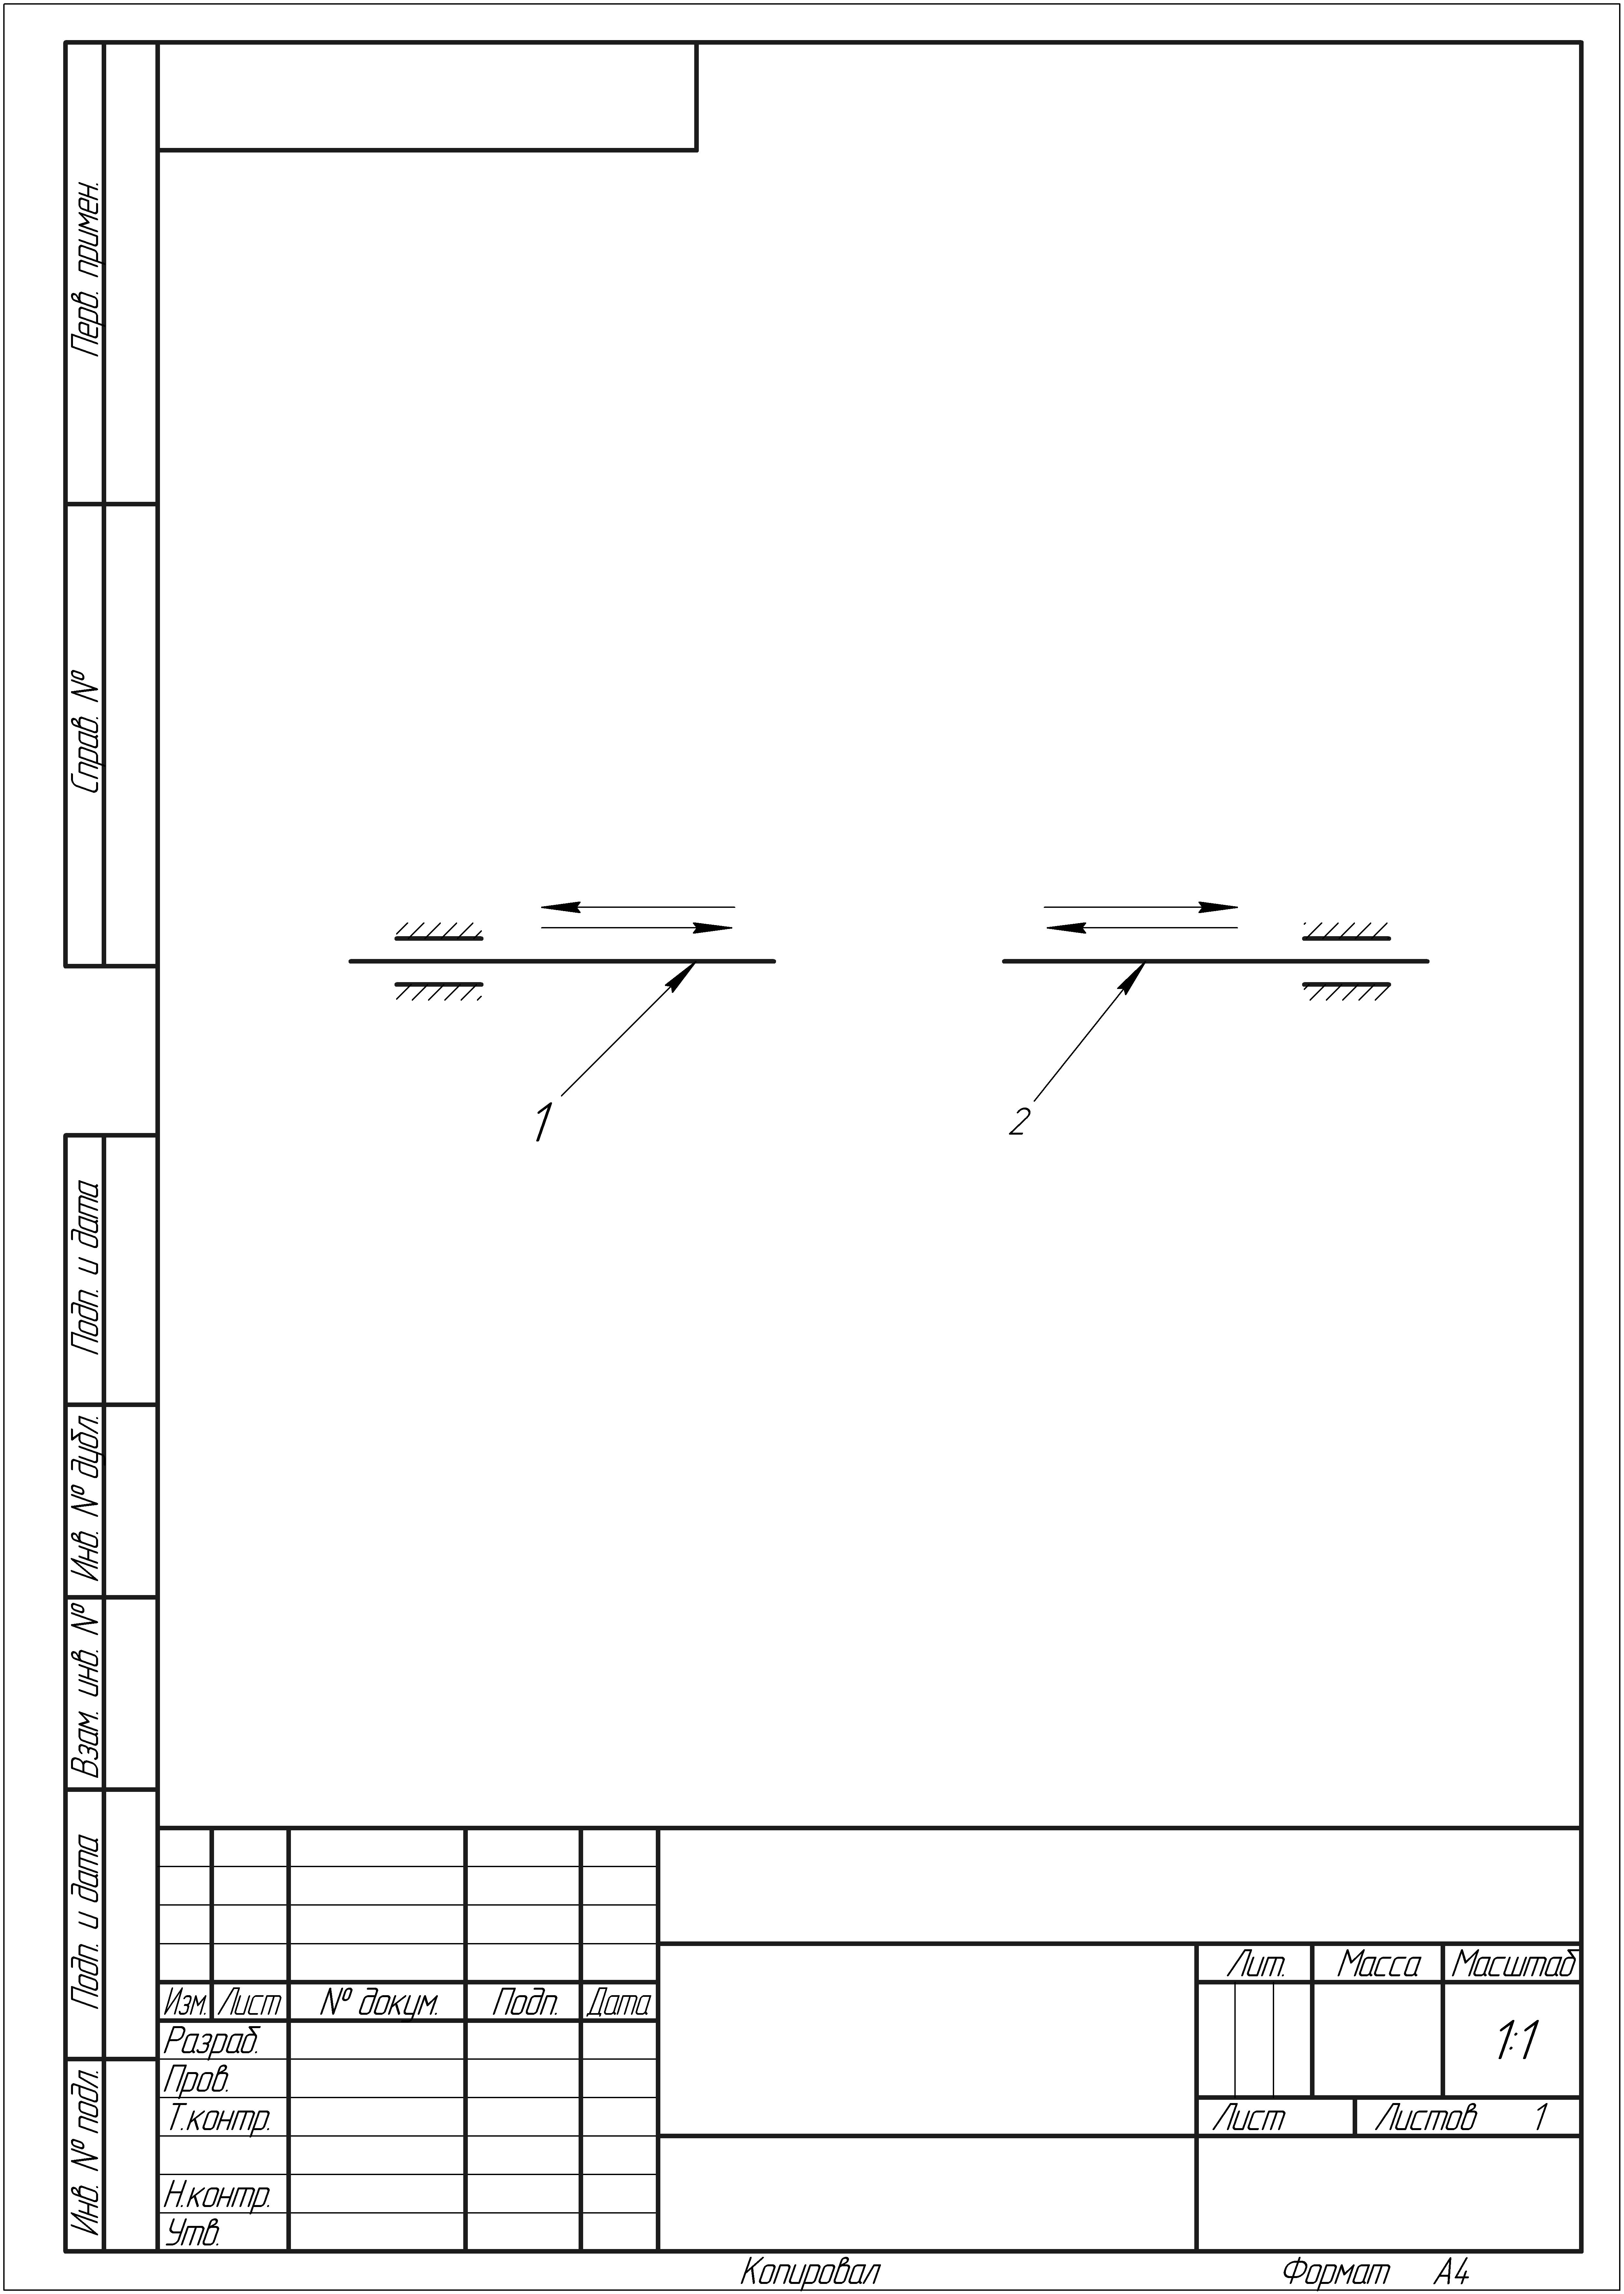 Перв. примен.
Справ. №
1
2
Подп. и дата
Инв. № дубл.
Взам. инв. №
Подп. и дата
Инв. № подл.
Изм. Лист № докум. Подп. Дата
Разраб.
Пров.
Т.контр.
Н.контр.
Утв.
Лит. Масса Масштаб
1:1
Лист Листов 1
Копировал Формат А4